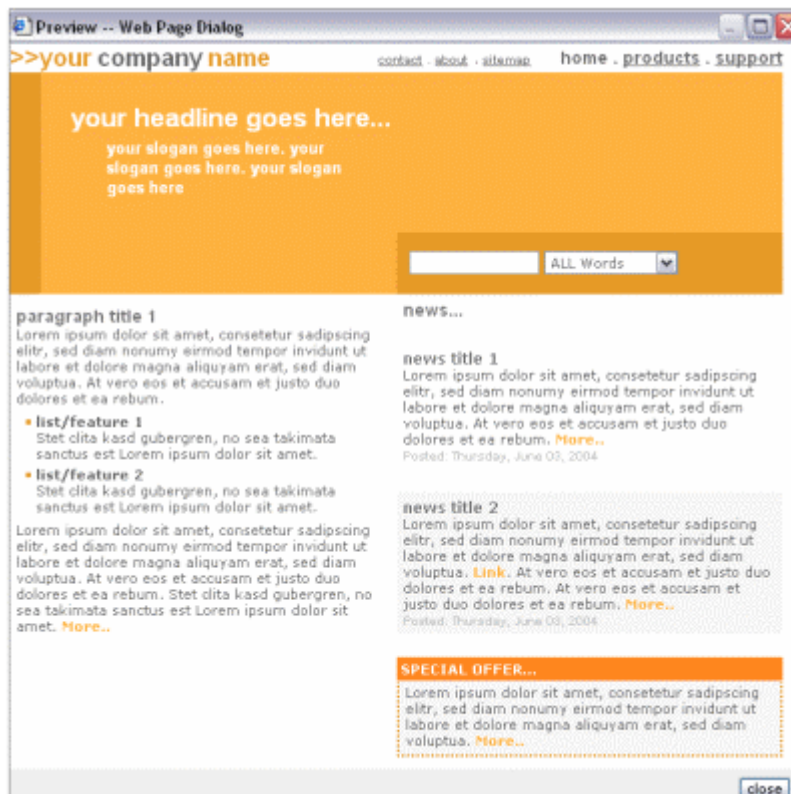 Preview -- Web Page Dialog
>>your company name
contact . about . sitemap
home . products . support
your headline goes here...
your slogan goes here. your
slogan goes here. your slogan
goes here
ALL Words
paragraph title 1
Lorem ipsum dolor sit amet, consetetur sadipscing
elitr, sed diam nonumy eirmod tempor invidunt ut
labore et dolore magna aliquyam erat, sed diam
voluptua. At vero eos et accusam et justo duo
dolores et ea rebum.
list/feature 1
Stet clita kasd gubergren, no sea takimata
sanctus est Lorem ipsum dolor sit amet.
list/feature 2
Stet clita kasd gubergren, no sea takimata
sanctus est Lorem ipsum dolor sit amet.
Lorem ipsum dolor sit amet, consetetur sadipscing
elitr, sed diam nonumy eirmod tempor invidunt ut
labore et dolore magna aliquyam erat, sed diam
voluptua. At vero eos et accusam et justo duo
dolores et ea rebum. Stet clita kasd gubergren, no
sea takimata sanctus est Lorem ipsum dolor sit
amet. More..
news...
news title 1
Lorem ipsum dolor sit amet, consetetur sadipscing
elitr, sed diam nonumy eirmod tempor invidunt ut
labore et dolore magna aliquyam erat, sed diam
voluptua. At vero eos et accusam et justo duo
dolores et ea rebum. More..
Posted: Thursday, June 03, 2004
news title 2
Lorem ipsum dolor sit amet, consetetur sadipscing
elitr, sed diam nonumy eirmod tempor invidunt ut
labore et dolore magna aliquyam erat, sed diam
voluptua. Link. At vero eos et accusam et justo duo
dolores et ea rebum. At vero eos et accusam et
justo duo dolores et ea rebum. More..
Posted: Thursday, June 03, 2004
SPECIAL OFFER...
Lorem ipsum dolor sit amet, consetetur sadipscing
elitr, sed diam nonumy eirmod tempor invidunt ut
labore et dolore magna aliquyam erat, sed diam
voluptua. More..
close